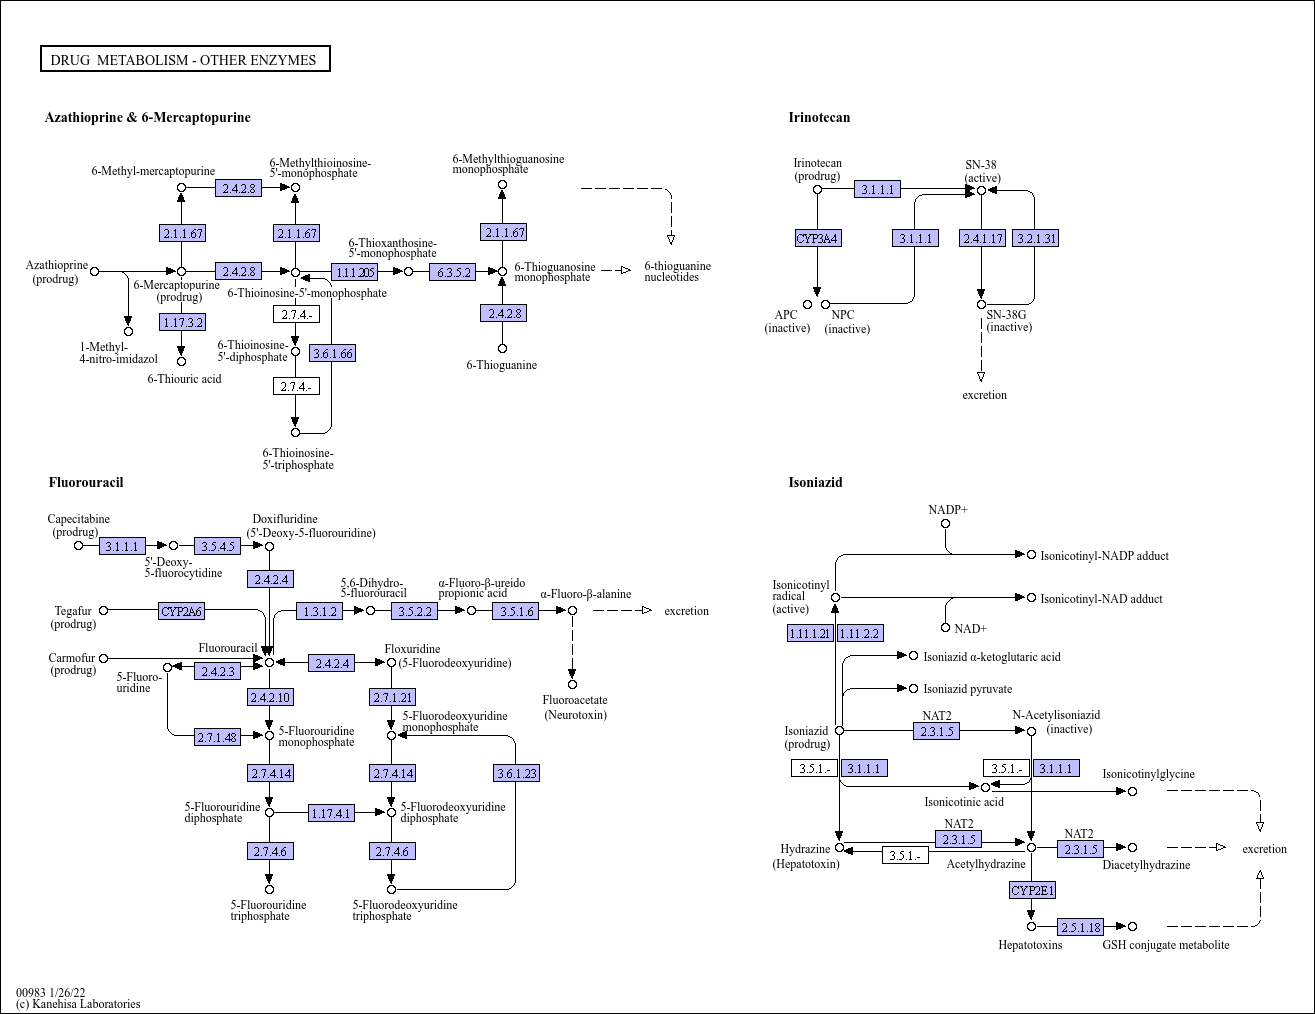 DRUG METABOLISM - OTHER ENZYMES
Azathioprine & 6-Mercaptopurine
6-Methyl-mercaptopurine
2.4.2.8
6-Methylthioinosine-
5'-monophosphate
6-Methylthioguanosine
monophosphate
2.1.1.67
2.1.1.67
2.1.1.67
6-Thioxanthosine-
5'-monophosphate
Azathioprine
(prodrug)
2.4.2.8
1.1.1.205
6.3.5.2
6-Thioguanosine
monophosphate
6-thioguanine
nucleotides
6-Mercaptopurine
(prodrug)
6-Thioinosine-5'-monophosphate
1.17.3.2
2.7.4.-
2.4.2.8
1-Methyl-
4-nitro-imidazol
6-Thioinosine-
5'-diphosphate
3.6.1.66
6-Thioguanine
6-Thiouric acid
2.7.4.-
6-Thioinosine-
5'-triphosphate
Irinotecan
Irinotecan
(prodrug)
3.1.1.1
SN-38
(active)
CYP3A4
3.1.1.1
2.4.1.17
3.2.1.31
APC
(inactive)
NPC
(inactive)
SN-38G
(inactive)
excretion
Fluorouracil
Capecitabine
(prodrug)
3.1.1.1
5'-Deoxy-
5-fluorocytidine
3.5.4.5
Doxifluridine
(5'-Deoxy-5-fluorouridine)
2.4.2.4
Tegafur
(prodrug)
CYP2A6
1.3.1.2
5,6-Dihydro-
5-fluorouracil
3.5.2.2
α-Fluoro-β-ureido
propionic acid
3.5.1.6
α-Fluoro-β-alanine
excretion
Fluoroacetate
(Neurotoxin)
Carmofur
(prodrug)
Fluorouracil
5-Fluoro-
uridine
2.4.2.3
2.4.2.4
Floxuridine
(5-Fluorodeoxyuridine)
2.4.2.10
2.7.1.21
2.7.1.48
5-Fluorouridine
monophosphate
5-Fluorodeoxyuridine
monophosphate
2.7.4.14
2.7.4.14
3.6.1.23
5-Fluorouridine
diphosphate
1.17.4.1
5-Fluorodeoxyuridine
diphosphate
2.7.4.6
2.7.4.6
5-Fluorouridine
triphosphate
5-Fluorodeoxyuridine
triphosphate
Isoniazid
NADP+
Isonicotinyl-NADP adduct
Isonicotinyl
radical
(active)
Isonicotinyl-NAD adduct
NAD+
1.11.1.21
1.11.2.2
Isoniazid α-ketoglutaric acid
Isoniazid pyruvate
Isoniazid
(prodrug)
NAT2
2.3.1.5
N-Acetylisoniazid
(inactive)
3.5.1.-
3.1.1.1
3.5.1.-
3.1.1.1
Isonicotinylglycine
Isonicotinic acid
Hydrazine
(Hepatotoxin)
NAT2
2.3.1.5
3.5.1.-
Acetylhydrazine
NAT2
2.3.1.5
Diacetylhydrazine
excretion
CYP2E1
Hepatotoxins
2.5.1.18
GSH conjugate metabolite
00983 1/26/22
(c) Kanehisa Laboratories